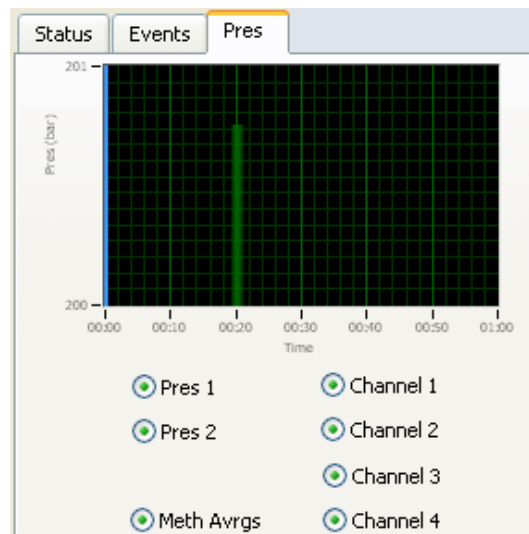 Status Events Pres
201
Pres (bar)
200
00:00 00:10 00:20 00:30 00:40 00:50 01:00
Time
Pres 1 Channel 1
Pres 2 Channel 2
Channel 3
Meth Avrgs Channel 4